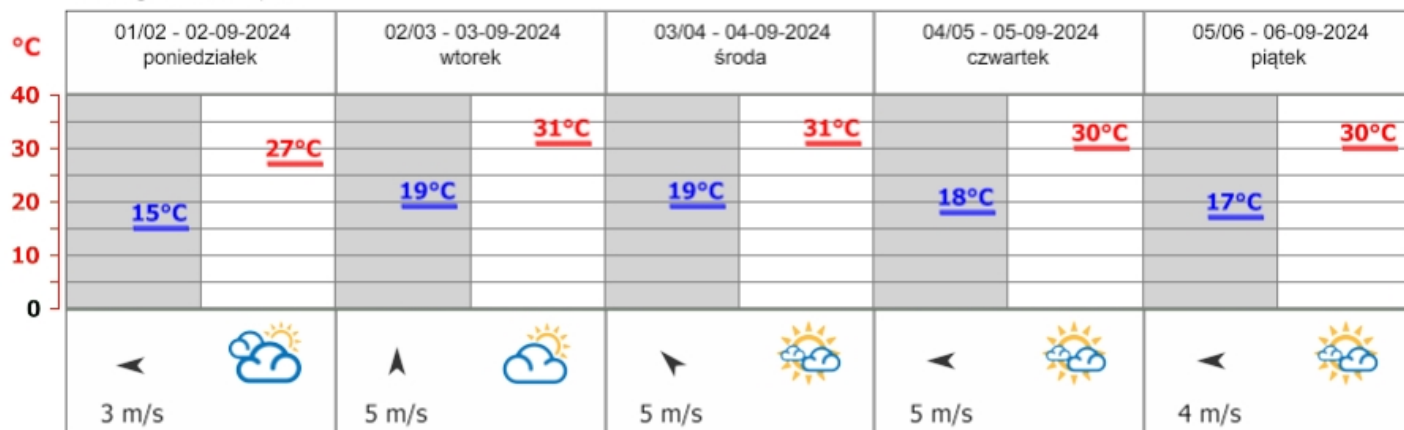 01/02 - 02-09-2024
poniedziałek
02/03 - 03-09-2024
wtorek
03/04 - 04-09-2024
środa
04/05 - 05-09-2024
czwartek
05/06 - 06-09-2024
piątek
°C
40
30
20
10
0
15°C
27°C
19°C
31°C
19°C
31°C
18°C
30°C
17°C
30°C
3 m/s
5 m/s
5 m/s
5 m/s
4 m/s